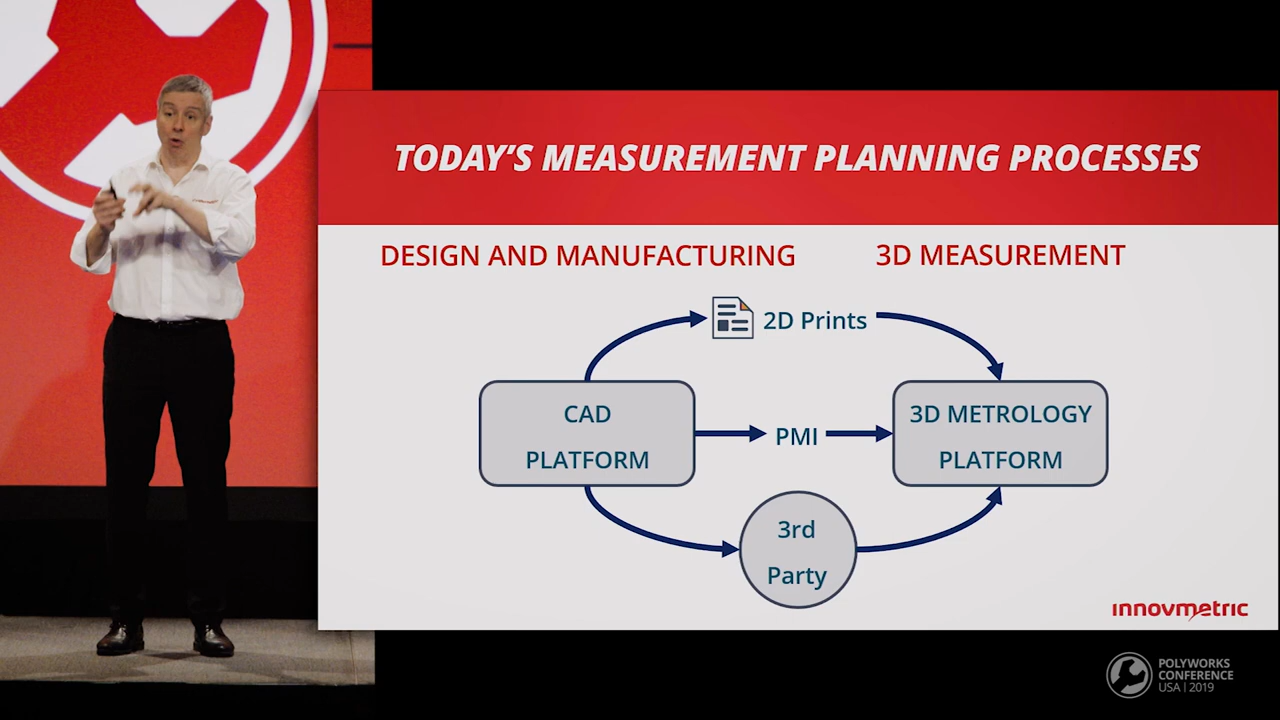 TODAY'S MEASUREMENT PLANNING PROCESSES
DESIGN AND MANUFACTURING
3D MEASUREMENT
2D Prints
CAD
PLATFORM
PMI
3D METROLOGY
PLATFORM
3rd
Party
innovmetric
POLYWORKS
CONFERENCE
USA | 2019